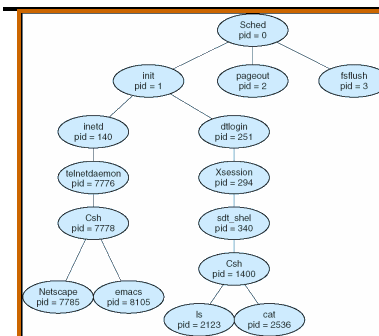 Sched
pid = 0
init
pid = 1
pageout
pid = 2
fsflush
pid = 3
inetd
pid = 140
dtlogin
pid = 251
telnetdaemon
pid = 7776
Xsession
pid = 294
Csh
pid = 7778
sdt_shel
pid = 340
Csh
pid = 1400
Netscape
pid = 7785
emacs
pid = 8105
ls
pid = 2123
cat
pid = 2536